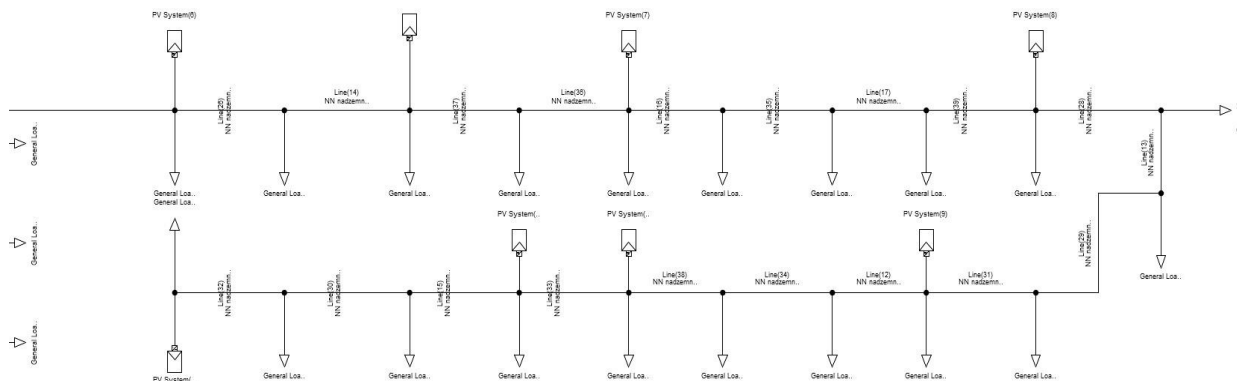 PV System(6)
PV System(7)
PV System(8)
Line(26)
NN nadzemn..
Line(14)
NN nadzemn..
Line(37)
NN nadzemn..
Line(36)
NN nadzemn..
Line(16)
NN nadzemn..
Line(35)
NN nadzemn..
Line(17)
NN nadzemn..
Line(39)
NN nadzemn..
Line(28)
NN nadzemn..
Line(13)
NN nadzemn..
General Loa..
General Loa..
General Loa..
General Loa..
General Loa..
General Loa..
General Loa..
General Loa..
General Loa..
General Loa..
General Loa..
PV System(..
PV System(..
PV System(9)
General Loa..
Line(29)
NN nadzemn..
General Loa..
Line(32)
NN nadzemn..
Line(30)
NN nadzemn..
Line(15)
NN nadzemn..
Line(33)
NN nadzemn..
Line(38)
NN nadzemn..
Line(34)
NN nadzemn..
Line(12)
NN nadzemn..
Line(31)
NN nadzemn..
General Loa..
PV System(..
General Loa..
General Loa..
General Loa..
General Loa..
General Loa..
General Loa..
General Loa..
General Loa..